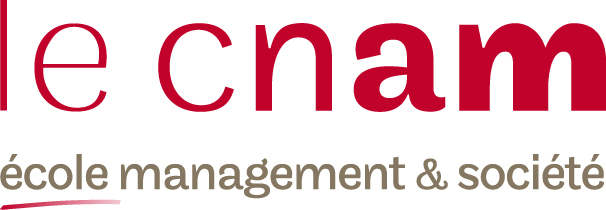 le cnam
école management & société